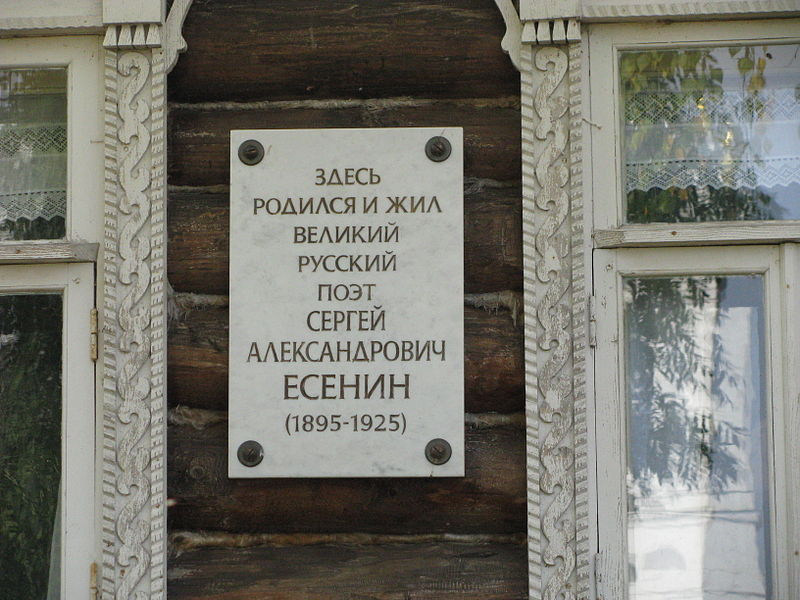 ЗДЕСЬ
РОДИЛСЯ И ЖИЛ
ВЕЛИКИЙ
РУССКИЙ
ПОЭТ
СЕРГЕЙ
АЛЕКСАНДРОВИЧ
ЕСЕНИН
(1895-1925)